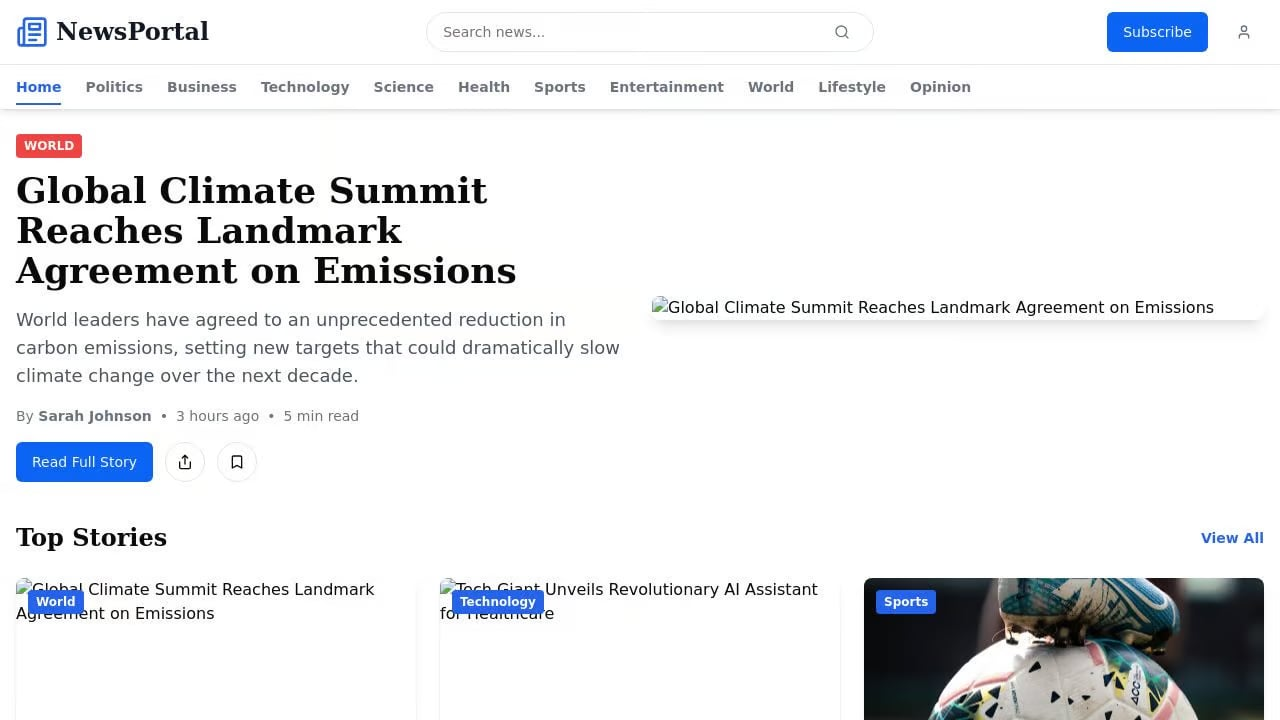 NewsPortal
Search news...
Subscribe
Home
Politics
Business
Technology
Science
Health
Sports
Entertainment
World
Lifestyle
Opinion
WORLD
Global Climate Summit
Reaches Landmark
Agreement on Emissions
World leaders have agreed to an unprecedented reduction in
carbon emissions, setting new targets that could dramatically slow
climate change over the next decade.
By Sarah Johnson • 3 hours ago • 5 min read
Read Full Story
Global Climate Summit Reaches Landmark Agreement on Emissions
Top Stories
View All
Global Climate Summit Reaches Landmark
Agreement on Emissions
World
Tech Giant Unveils Revolutionary AI Assistant
for Healthcare
Technology
Sports